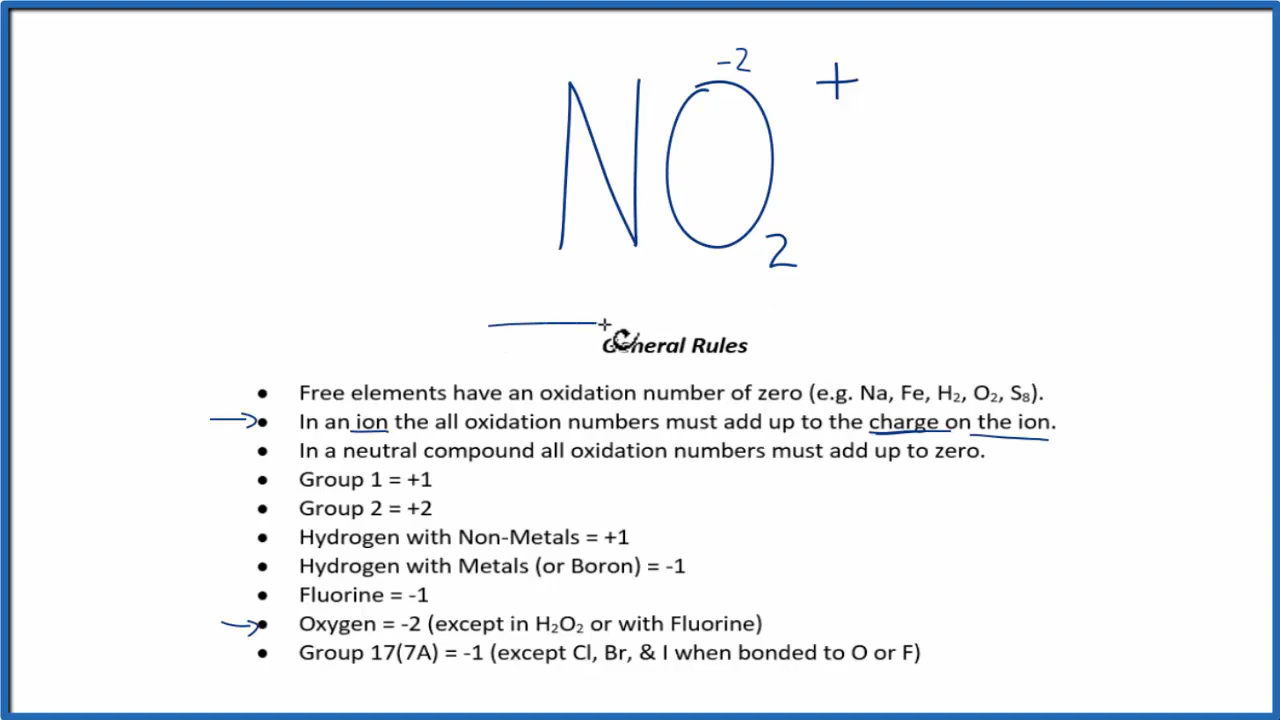 -2
NO₂ +
General Rules
• Free elements have an oxidation number of zero (e.g. Na, Fe, H₂, O₂, S₈).
• In an ion the all oxidation numbers must add up to the charge on the ion.
• In a neutral compound all oxidation numbers must add up to zero.
• Group 1 = +1
• Group 2 = +2
• Hydrogen with Non-Metals = +1
• Hydrogen with Metals (or Boron) = -1
• Fluorine = -1
• Oxygen = -2 (except in H₂O₂ or with Fluorine)
• Group 17(7A) = -1 (except Cl, Br, & I when bonded to O or F)